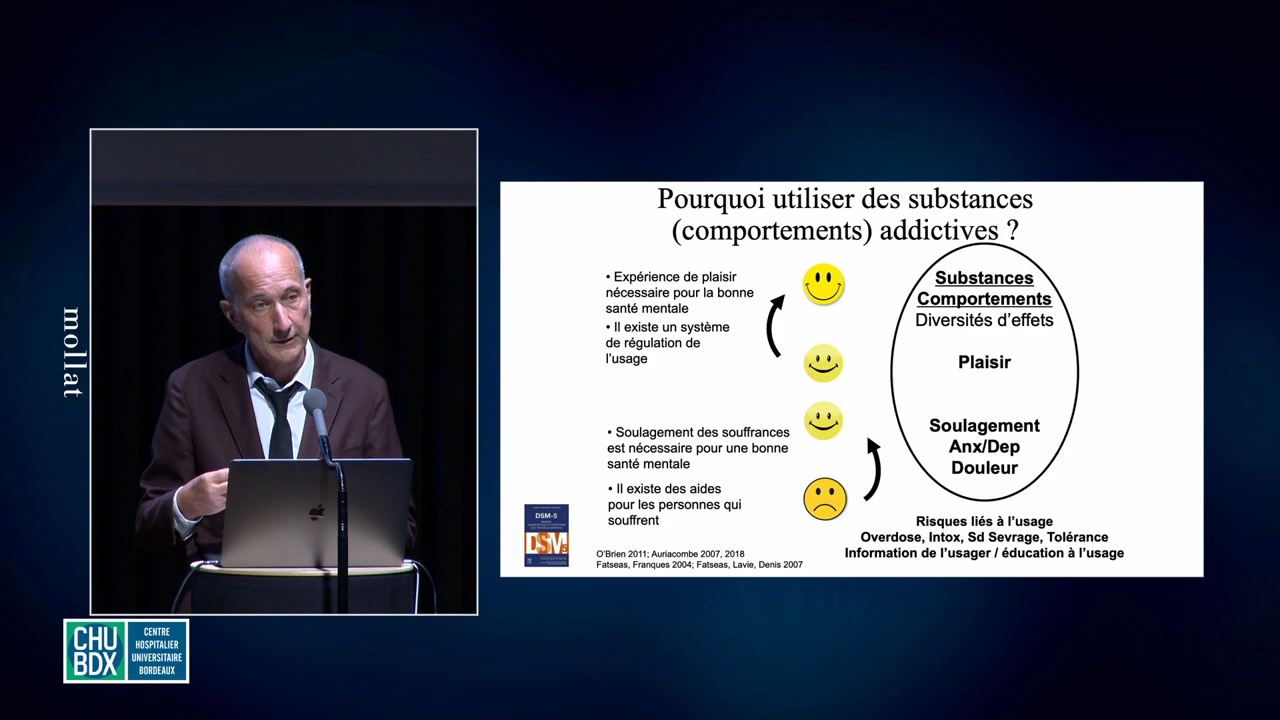 mollat
CHU
BDX
CENTRE
HOSPITALIER
UNIVERSITAIRE
BORDEAUX
Pourquoi utiliser des substances
(comportements) addictives ?
• Expérience de plaisir
nécessaire pour la bonne
santé mentale
• Il existe un système
de régulation de
l’usage
• Soulagement des souffrances
est nécessaire pour une bonne
santé mentale
• Il existe des aides
pour les personnes qui
souffrent
Substances
Comportements
Diversités d’effets
Plaisir
Soulagement
Anx/Dep
Douleur
Risques liés à l’usage
Overdose, Intox, Sd Sevrage, Tolérance
Information de l’usager / éducation à l’usage
DSM-5
DSM
5
O’Brien 2011; Auriacombe 2007, 2018
Fatseas, Franques 2004; Fatseas, Lavie, Denis 2007